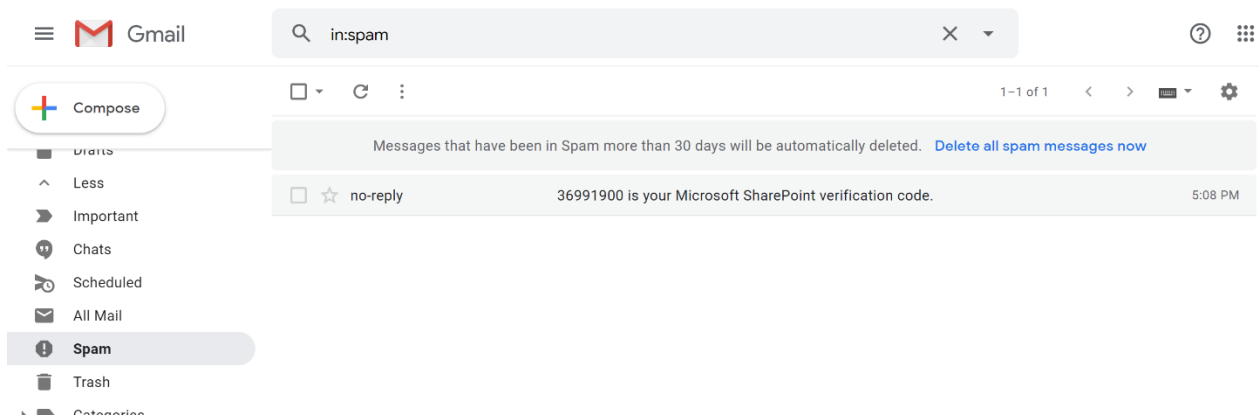 Gmail
in:spam
Compose
1–1 of 1
Messages that have been in Spam more than 30 days will be automatically deleted. Delete all spam messages now
no-reply 36991900 is your Microsoft SharePoint verification code. 5:08 PM
Drafts
Less
Important
Chats
Scheduled
All Mail
Spam
Trash
Categories